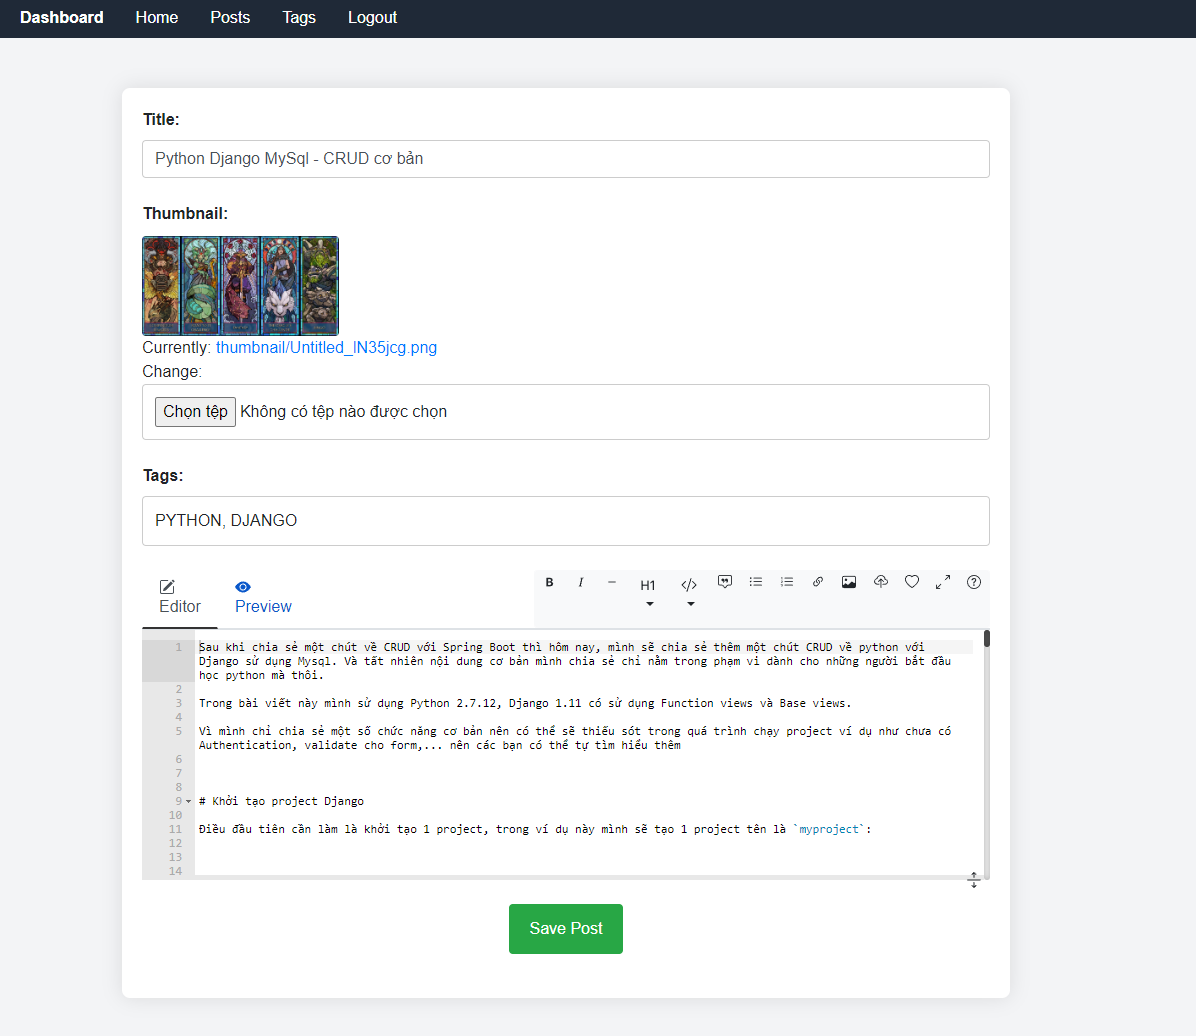 Dashboard Home Posts Tags Logout
Title:
Python Django MySql - CRUD cơ bản
Thumbnail:
Currently: thumbnail/Untitled_lN35jcg.png
Change:
Chọn tệp Không có tệp nào được chọn
Tags:
PYTHON, DJANGO
Editor Preview
B I H1
1 Sau khi chia sẻ một chút về CRUD với Spring Boot thì hôm nay, mình sẽ chia sẻ thêm một chút CRUD về python với
Django sử dụng Mysql. Và tất nhiên nội dung cơ bản mình chia sẻ chỉ nằm trong phạm vi dành cho những người bắt đầu
học python mà thôi.
2
3 Trong bài viết này mình sử dụng Python 2.7.12, Django 1.11 có sử dụng Function views và Base views.
4
5 Vì mình chỉ chia sẻ một số chức năng cơ bản nên có thể sẽ thiếu sót trong quá trình chạy project ví dụ như chưa có
Authentication, validate cho form,... nên các bạn có thể tự tìm hiểu thêm
6
7
8
9 # Khởi tạo project Django
10
11 Điều đầu tiên cần làm là khởi tạo 1 project, trong ví dụ này mình sẽ tạo 1 project tên là `myproject`:
12
13
14
Save Post